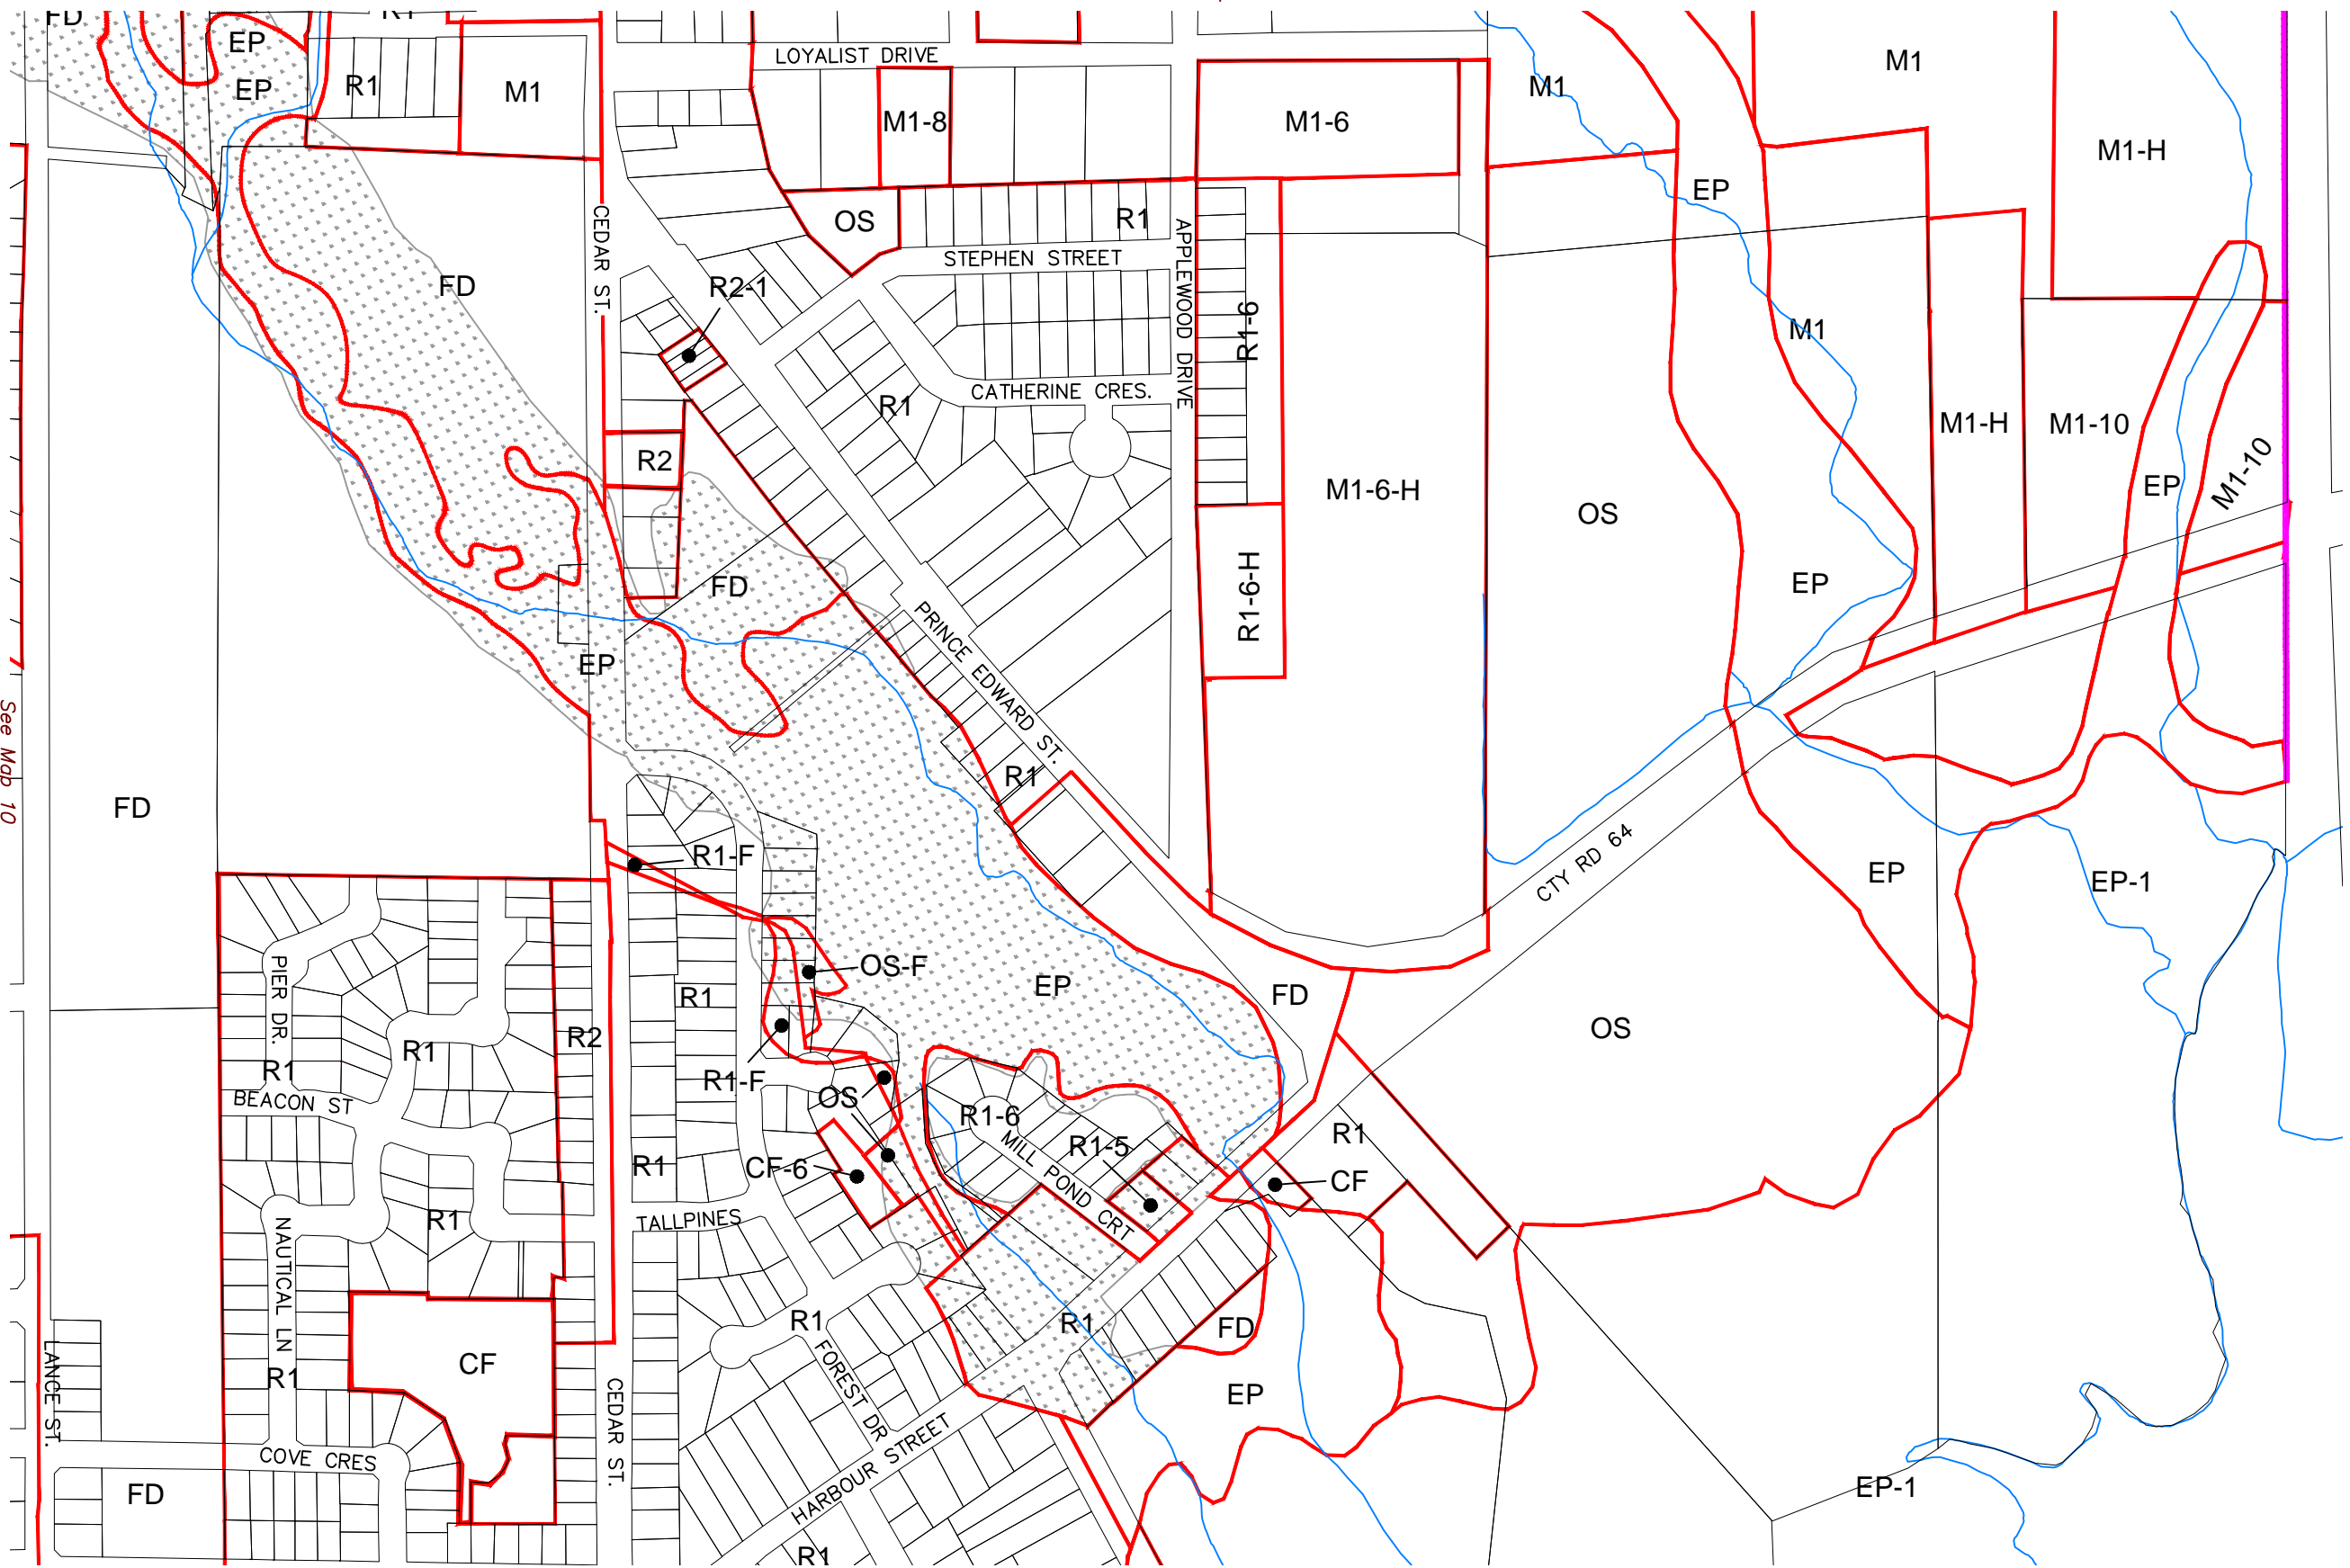 FD
R1
EP
EP
R1
M1
LOYALIST DRIVE
M1-8
M1-6
M1
M1
M1-H
EP
OS
R1
STEPHEN STREET
CEDAR ST.
APPLEWOOD DRIVE
FD
R2-1
R1-6
M1
CATHERINE CRES.
R1
M1-H
M1-10
R2
M1-6-H
EP
M1-10
OS
FD
EP
R1-6-H
PRINCE EDWARD ST.
EP
See Map 10
R1
FD
R1-F
CTY RD 64
EP
EP-1
OS-F
EP
FD
PIER DR.
R1
OS
R2
R1
R1
R1-F
OS
BEACON ST
R1-6
MILL POND CRT
R1-5
R1
R1
CF-6
CF
TALLPINES
R1
NAUTICAL LN
R1
R1
FD
FOREST DR
CF
R1
LANCE ST.
EP
CEDAR ST.
HARBOUR STREET
COVE CRES
FD
EP-1
R1